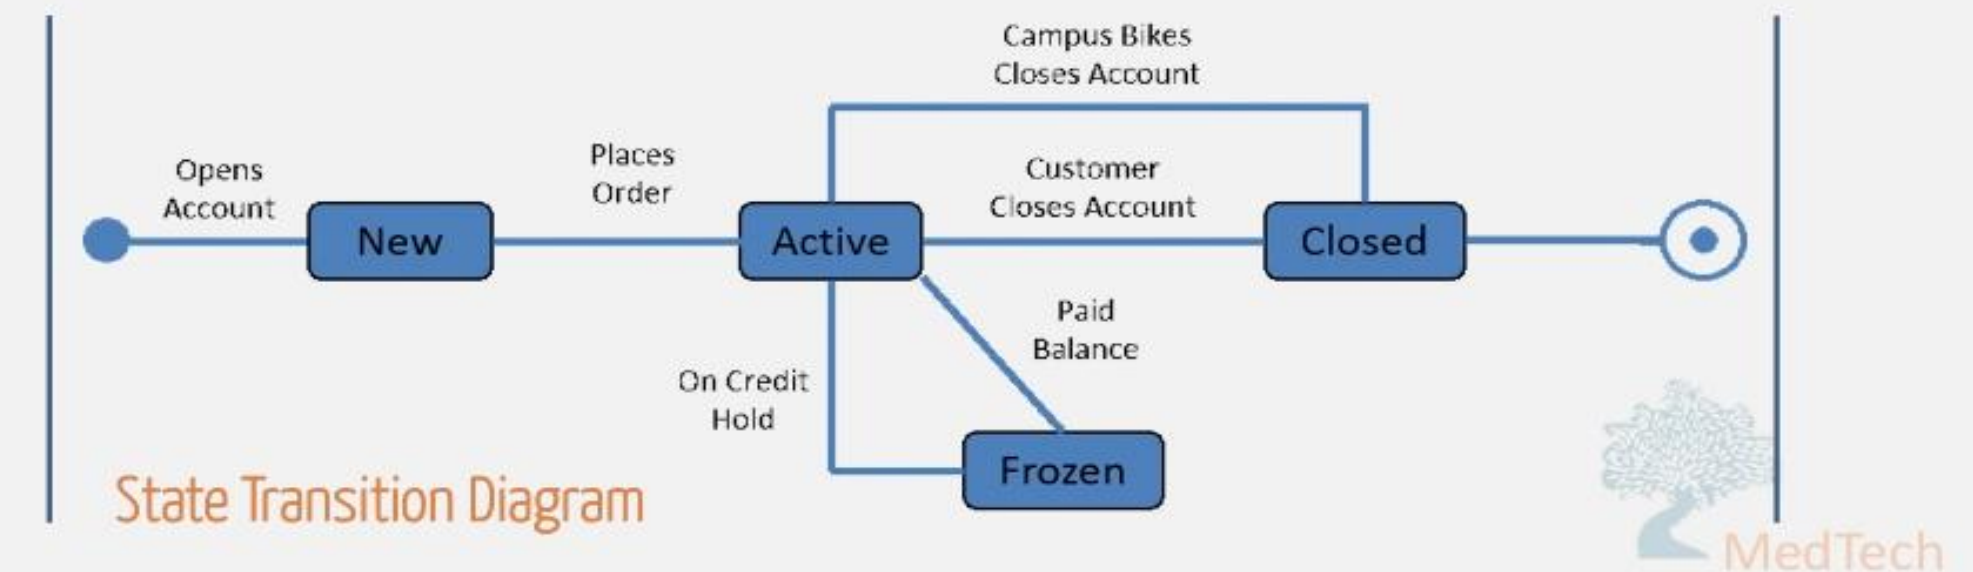 Campus Bikes
Closes Account
Opens
Account
Places
Order
Customer
Closes Account
New
Active
Closed
Paid
Balance
On Credit
Hold
Frozen
State Transition Diagram
MedTech